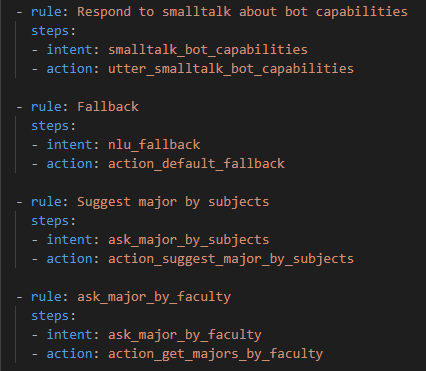 - rule: Respond to smalltalk about bot capabilities
steps:
- intent: smalltalk_bot_capabilities
- action: utter_smalltalk_bot_capabilities
- rule: Fallback
steps:
- intent: nlu_fallback
- action: action_default_fallback
- rule: Suggest major by subjects
steps:
- intent: ask_major_by_subjects
- action: action_suggest_major_by_subjects
- rule: ask_major_by_faculty
steps:
- intent: ask_major_by_faculty
- action: action_get_majors_by_faculty